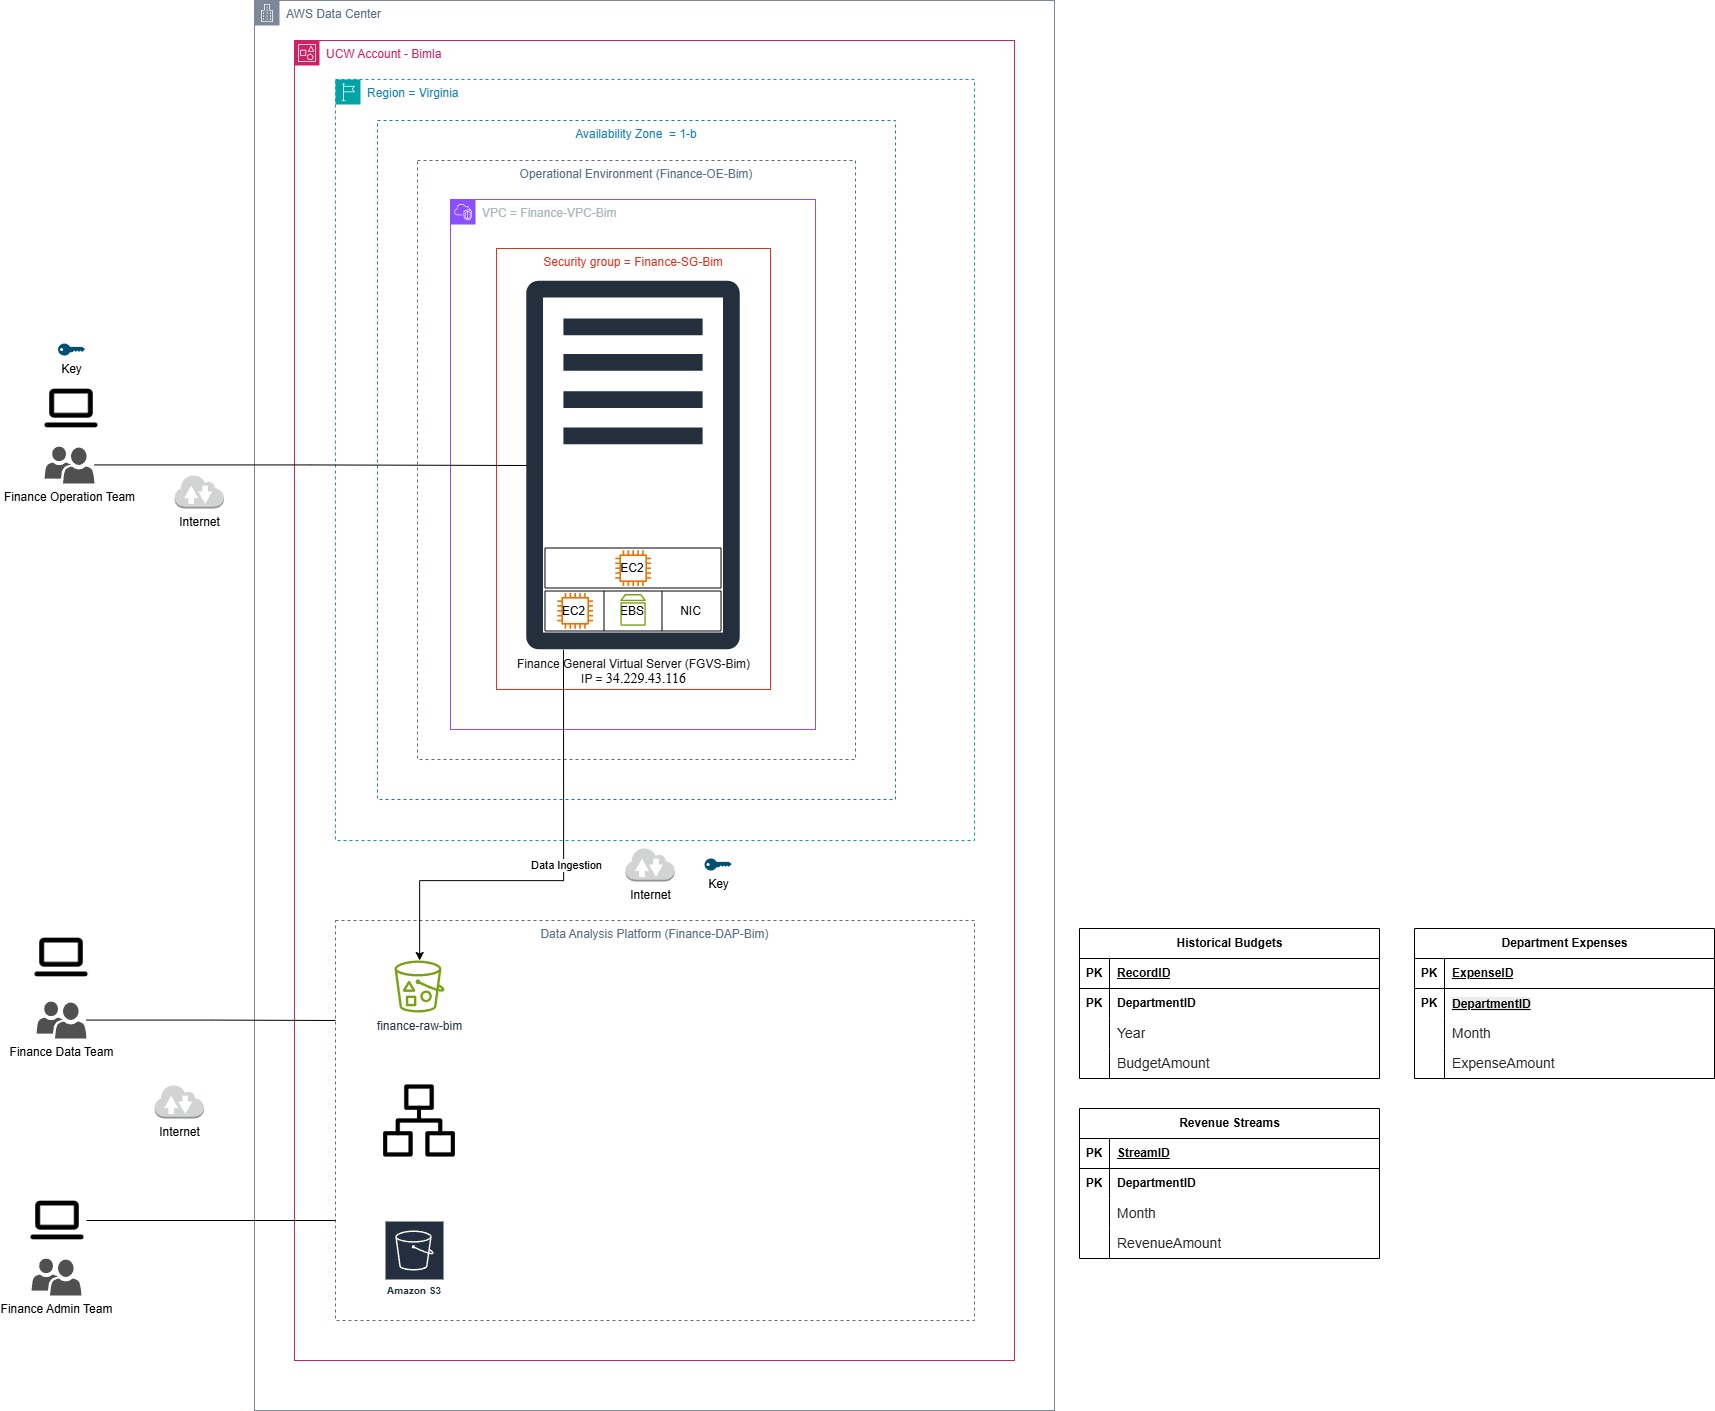 AWS Data Center
UCW Account - Bimla
Region = Virginia
Availability Zone = 1-b
Operational Environment (Finance-OE-Bim)
VPC = Finance-VPC-Bim
Security group = Finance-SG-Bim
Key
Finance Operation Team
Internet
EC2
EC2
EBS
NIC
Finance General Virtual Server (FGVS-Bim)
IP = 34.229.43.116
Data Ingestion
Internet
Key
Data Analysis Platform (Finance-DAP-Bim)
finance-raw-bim
Finance Data Team
Internet
Amazon S3
Finance Admin Team
Historical Budgets
PK RecordID
PK DepartmentID
Year
BudgetAmount
Department Expenses
PK ExpenseID
PK DepartmentID
Month
ExpenseAmount
Revenue Streams
PK StreamID
PK DepartmentID
Month
RevenueAmount